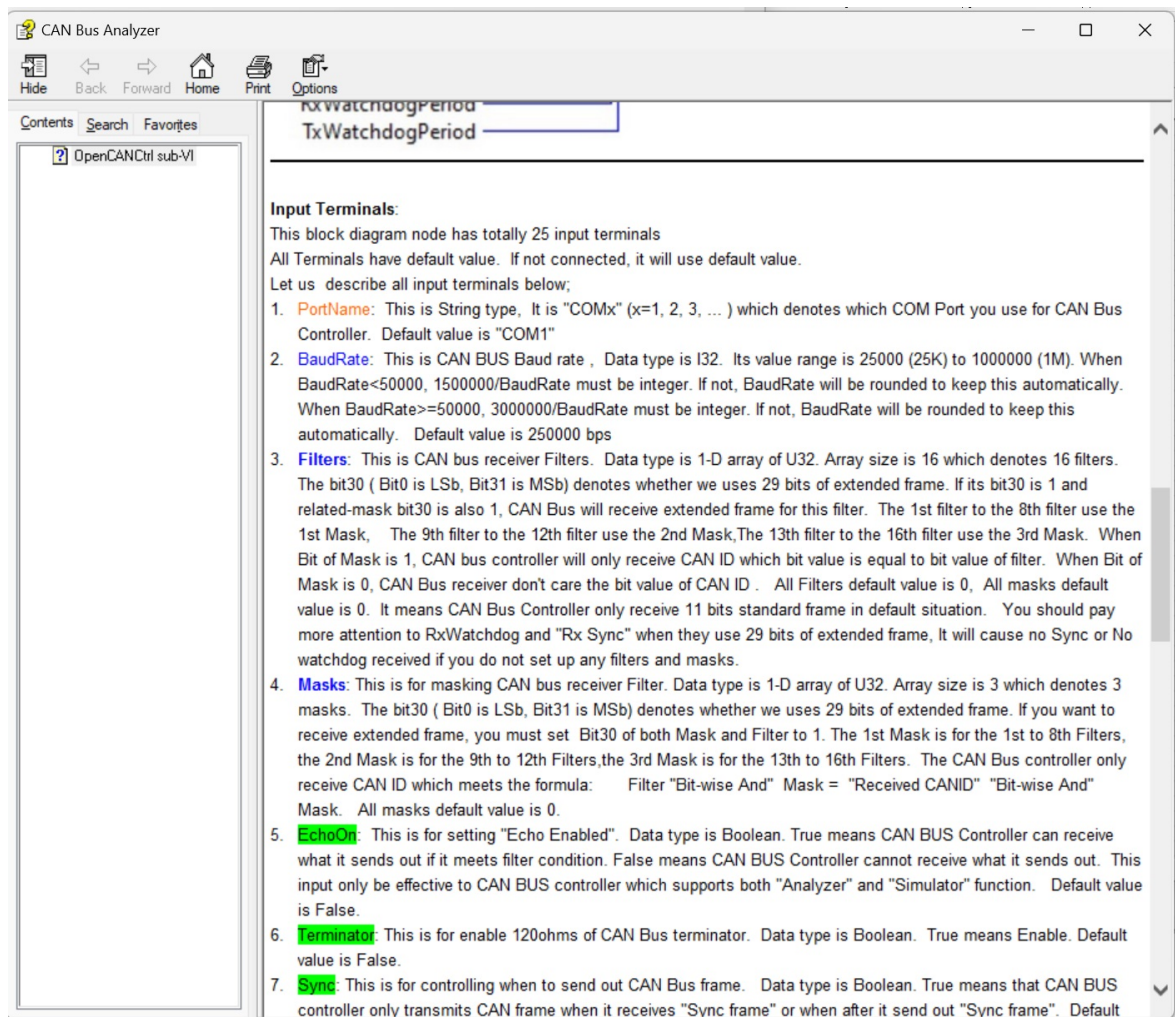 CAN Bus Analyzer
Hide Back Forward Home Print Options
Contents Search Favorites
OpenCANCtrl sub-VI
RxWatchdogPeriod
TxWatchdogPeriod
Input Terminals:
This block diagram node has totally 25 input terminals
All Terminals have default value. If not connected, it will use default value.
Let us describe all input terminals below;
1. PortName: This is String type, It is "COMx" (x=1, 2, 3, ... ) which denotes which COM Port you use for CAN Bus
Controller. Default value is "COM1"
2. BaudRate: This is CAN BUS Baud rate , Data type is I32. Its value range is 25000 (25K) to 1000000 (1M). When
BaudRate<50000, 1500000/BaudRate must be integer. If not, BaudRate will be rounded to keep this automatically.
When BaudRate>=50000, 3000000/BaudRate must be integer. If not, BaudRate will be rounded to keep this
automatically. Default value is 250000 bps
3. Filters: This is CAN bus receiver Filters. Data type is 1-D array of U32. Array size is 16 which denotes 16 filters.
The bit30 ( Bit0 is LSb, Bit31 is MSb) denotes whether we uses 29 bits of extended frame. If its bit30 is 1 and
related-mask bit30 is also 1, CAN Bus will receive extended frame for this filter. The 1st filter to the 8th filter use the
1st Mask, The 9th filter to the 12th filter use the 2nd Mask,The 13th filter to the 16th filter use the 3rd Mask. When
Bit of Mask is 1, CAN bus controller will only receive CAN ID which bit value is equal to bit value of filter. When Bit of
Mask is 0, CAN Bus receiver don't care the bit value of CAN ID . All Filters default value is 0, All masks default
value is 0. It means CAN Bus Controller only receive 11 bits standard frame in default situation. You should pay
more attention to RxWatchdog and "Rx Sync" when they use 29 bits of extended frame, It will cause no Sync or No
watchdog received if you do not set up any filters and masks.
4. Masks: This is for masking CAN bus receiver Filter. Data type is 1-D array of U32. Array size is 3 which denotes 3
masks. The bit30 ( Bit0 is LSb, Bit31 is MSb) denotes whether we uses 29 bits of extended frame. If you want to
receive extended frame, you must set Bit30 of both Mask and Filter to 1. The 1st Mask is for the 1st to 8th Filters,
the 2nd Mask is for the 9th to 12th Filters,the 3rd Mask is for the 13th to 16th Filters. The CAN Bus controller only
receive CAN ID which meets the formula: Filter "Bit-wise And" Mask = "Received CANID" "Bit-wise And"
Mask. All masks default value is 0.
5. EchoOn: This is for setting "Echo Enabled". Data type is Boolean. True means CAN BUS Controller can receive
what it sends out if it meets filter condition. False means CAN BUS Controller cannot receive what it sends out. This
input only be effective to CAN BUS controller which supports both "Analyzer" and "Simulator" function. Default value
is False.
6. Terminator: This is for enable 120ohms of CAN Bus terminator. Data type is Boolean. True means Enable. Default
value is False.
7. Sync: This is for controlling when to send out CAN Bus frame. Data type is Boolean. True means that CAN BUS
controller only transmits CAN frame when it receives "Sync frame" or when after it send out "Sync frame". Default